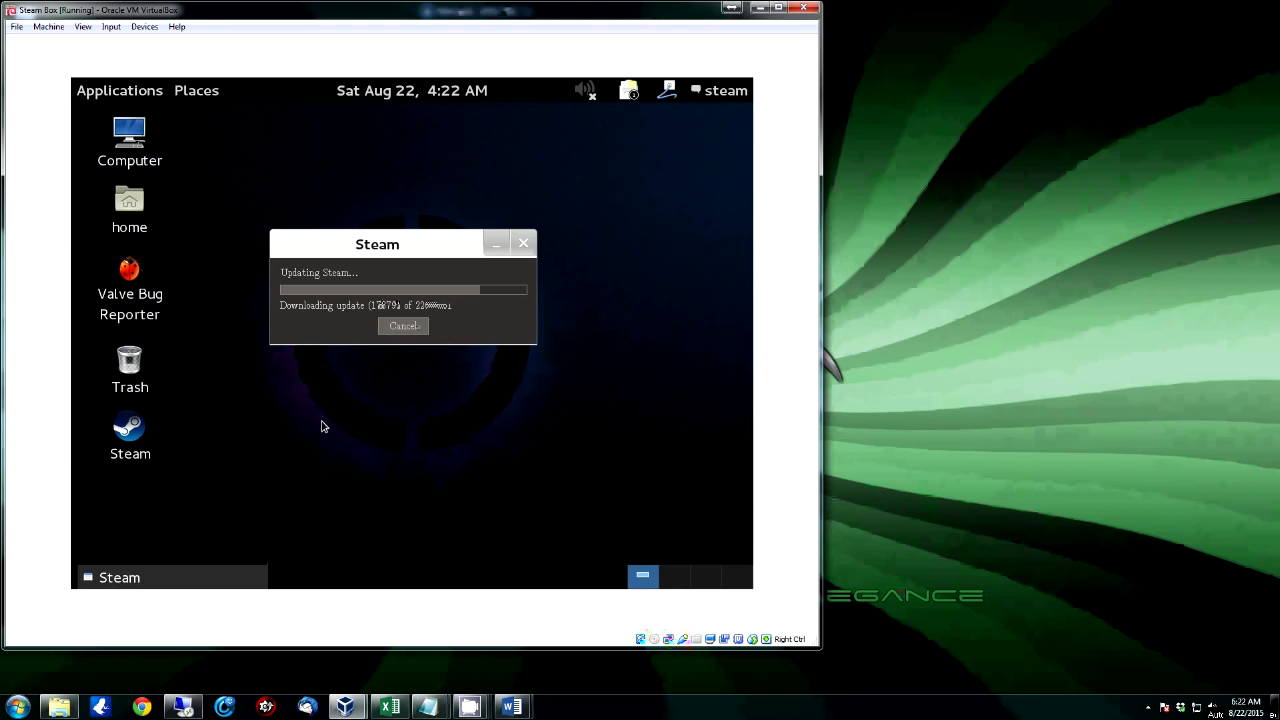 Steam Box [Running] - Oracle VM VirtualBox
File Machine View Input Devices Help
Applications Places Sat Aug 22, 4:22 AM steam
Computer
home
Valve Bug
Reporter
Trash
Steam
Steam
Updating Steam...
Downloading update ( of
Cancel
Steam
EGANCE
Right Ctrl
6:22 AM
8/22/2015